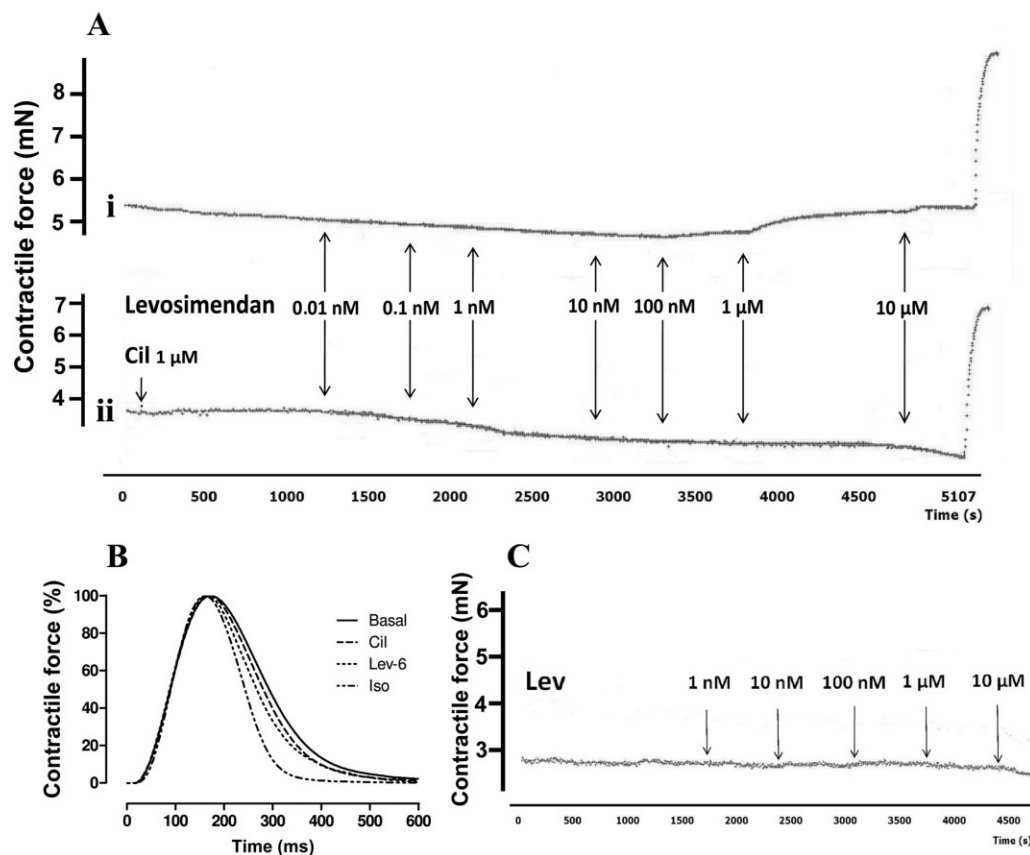 A
Contractile force (mN)
8
7
6
5
i
Levosimendan
0.01 nM 0.1 nM 1 nM 10 nM 100 nM 1 µM 10 µM
7
6
5
4
Cil 1 µM
ii
0 500 1000 1500 2000 2500 3000 3500 4000 4500 5107
Time (s)
B
Contractile force (%)
100
80
60
40
20
0
Basal
Cil
Lev-6
Iso
0 100 200 300 400 500 600
Time (ms)
C
Contractile force (mN)
6
5
4
3
Lev
1 nM 10 nM 100 nM 1 µM 10 µM
0 500 1000 1500 2000 2500 3000 3500 4000 4500
Time (s)